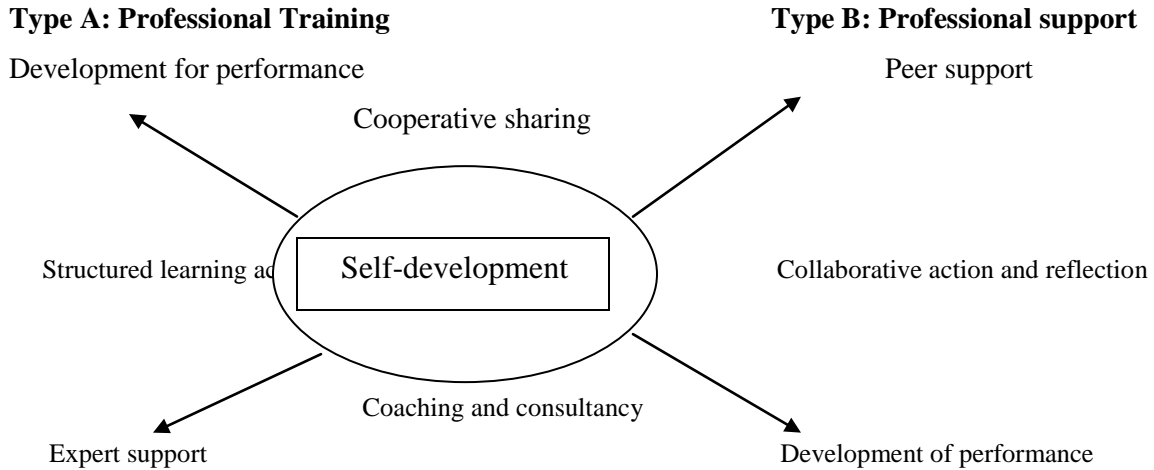 Type A: Professional Training
Type B: Professional support
Development for performance
Peer support
Cooperative sharing
Structured learning
Self-development
Collaborative action and reflection
Coaching and consultancy
Expert support
Development of performance